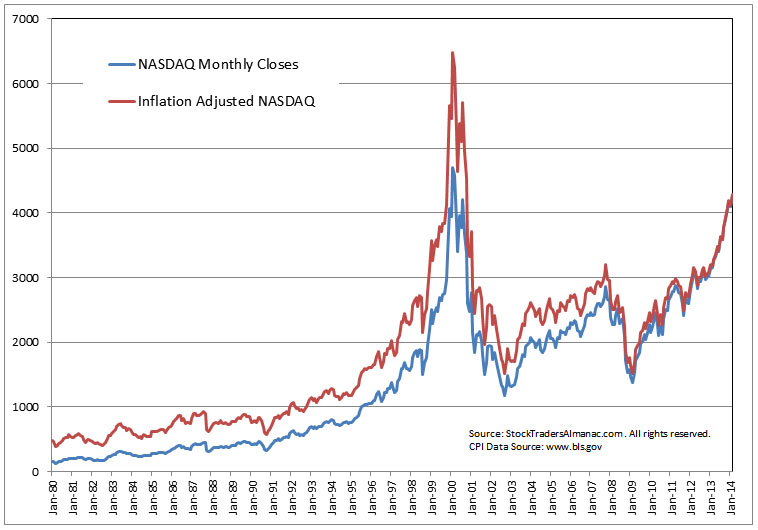 7000
6000
5000
4000
3000
2000
1000
0
NASDAQ Monthly Closes
Inflation Adjusted NASDAQ
Source: StockTradersAlmanac.com. All rights reserved.
CPI Data Source: www.bls.gov
Jan-80
Jan-81
Jan-82
Jan-83
Jan-84
Jan-85
Jan-86
Jan-87
Jan-88
Jan-89
Jan-90
Jan-91
Jan-92
Jan-93
Jan-94
Jan-95
Jan-96
Jan-97
Jan-98
Jan-99
Jan-00
Jan-01
Jan-02
Jan-03
Jan-04
Jan-05
Jan-06
Jan-07
Jan-08
Jan-09
Jan-10
Jan-11
Jan-12
Jan-13
Jan-14